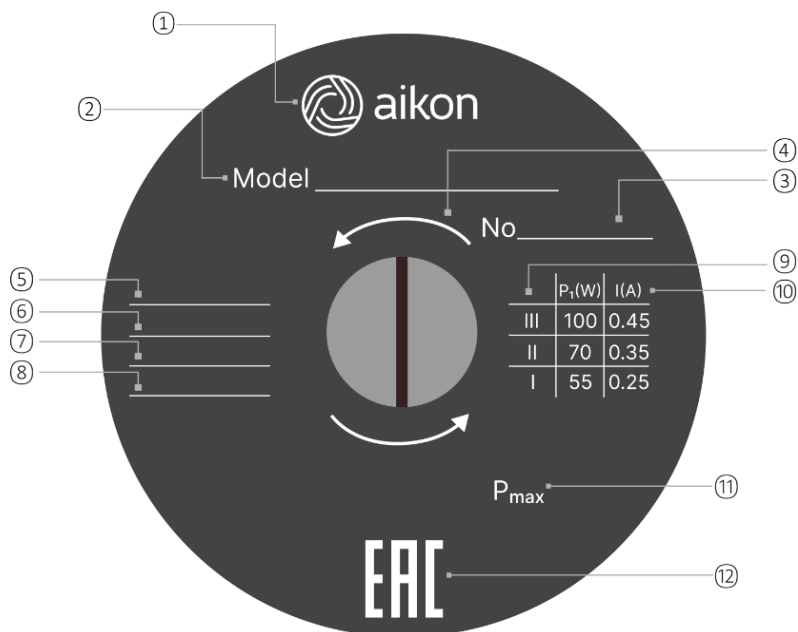 ①
aikon
②
Model
④
③
No
⑤
⑥
⑦
⑧
⑨
⑩
P₁(W) I(A)
III 100 0.45
II 70 0.35
I 55 0.25
Pmax
⑪
EAC
⑫